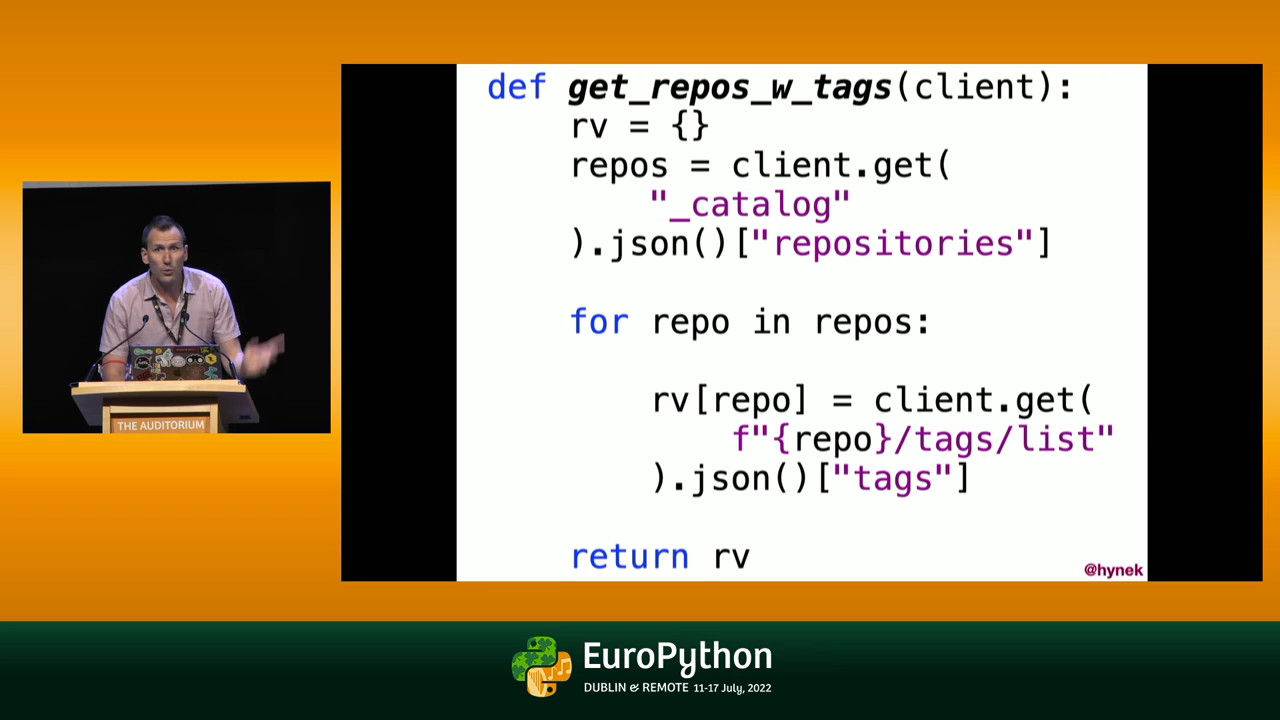 def get_repos_w_tags(client):
rv = {}
repos = client.get(
"_catalog"
).json()["repositories"]
for repo in repos:
rv[repo] = client.get(
f"{repo}/tags/list"
).json()["tags"]
return rv
@hynek
THE AUDITORIUM
EuroPython
DUBLIN & REMOTE 11-17 July, 2022